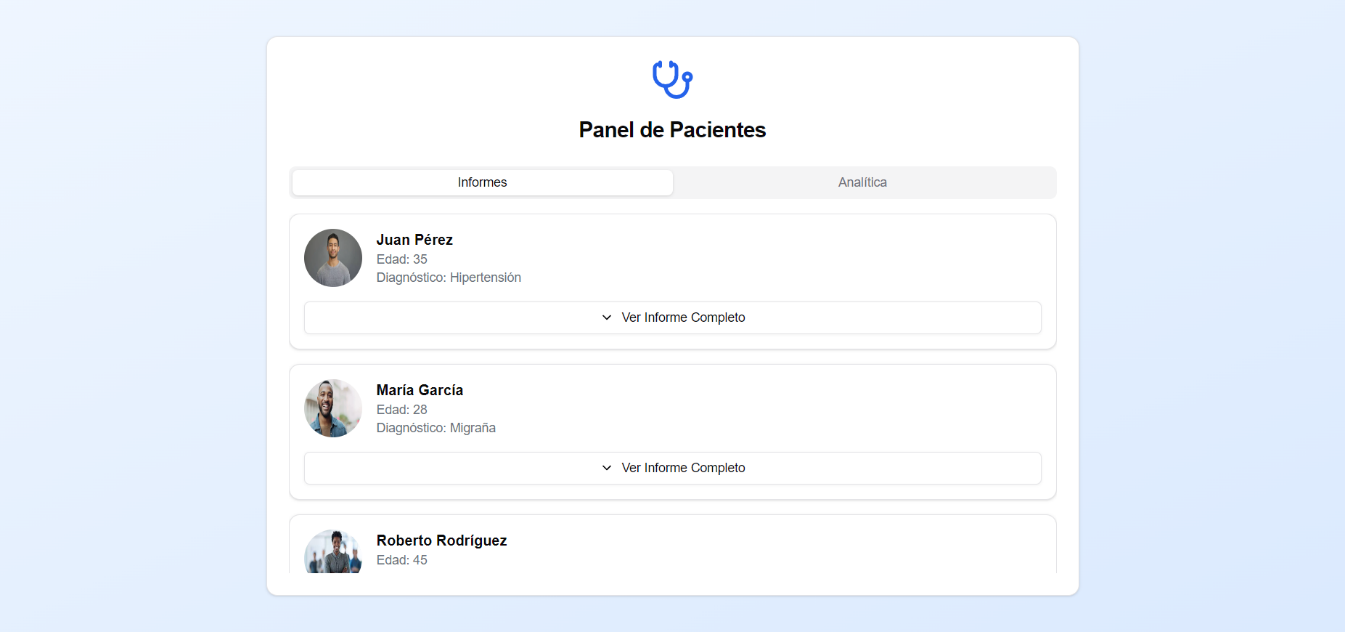 Panel de Pacientes
Informes
Analítica
Juan Pérez
Edad: 35
Diagnóstico: Hipertensión
Ver Informe Completo
María García
Edad: 28
Diagnóstico: Migraña
Ver Informe Completo
Roberto Rodríguez
Edad: 45